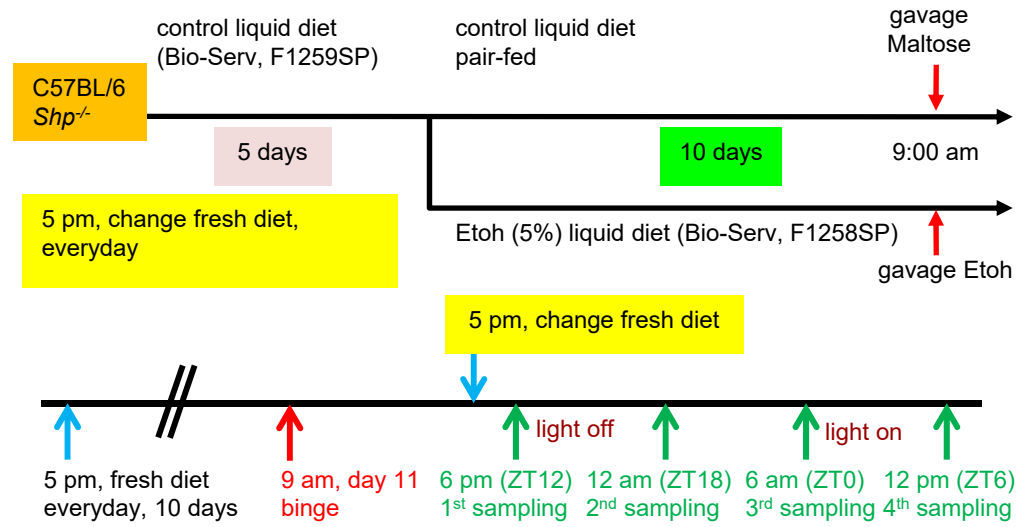 control liquid diet
(Bio-Serv, F1259SP)
control liquid diet
pair-fed
gavage
Maltose
C57BL/6
Shp-/-
5 days
10 days
9:00 am
5 pm, change fresh diet,
everyday
Etoh (5%) liquid diet (Bio-Serv, F1258SP)
gavage Etoh
5 pm, change fresh diet
light off
light on
5 pm, fresh diet
everyday, 10 days
9 am, day 11
binge
6 pm (ZT12)
1st sampling
12 am (ZT18)
2nd sampling
6 am (ZT0)
3rd sampling
12 pm (ZT6)
4th sampling